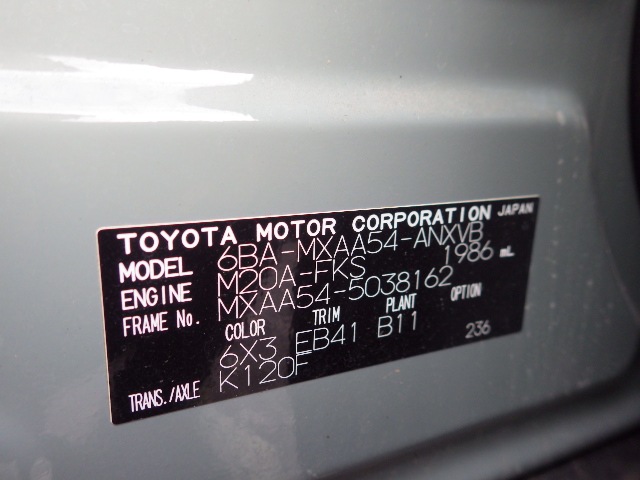 TOYOTA MOTOR CORPORATION JAPAN
MODEL 6BA-MXAA54-ANXVB
ENGINE M20A-FKS 1986 mL
FRAME No. MXAA54-5038162
COLOR TRIM PLANT OPTION
6X3 EB41 B11 236
TRANS./AXLE K120F